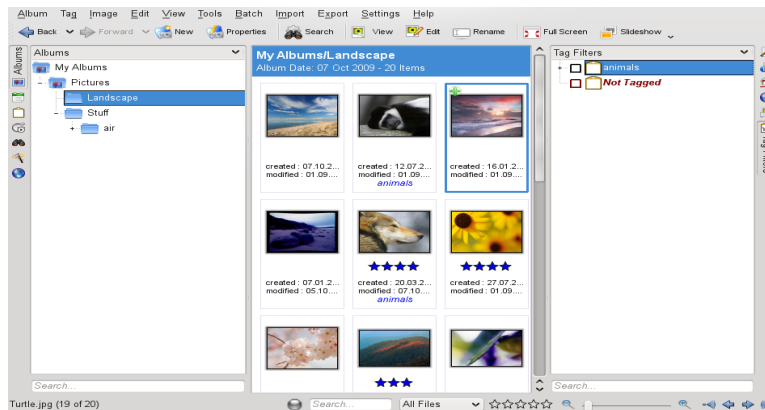 Album Tag Image Edit View Tools Batch Import Export Settings Help
Back Forward New Properties Search View Edit Rename Full Screen Slideshow
Albums
Albums
My Albums
Pictures
Landscape
Stuff
air
Search...
My Albums/Landscape
Album Date: 07 Oct 2009 - 20 Items
created : 07.10.2... created : 12.07.2... created : 16.01.2...
modified : 01.09.... modified : 01.09.... modified : 01.09....
animals
created : 07.01.2... created : 20.03.2... created : 27.07.2...
modified : 05.10.... modified : 07.10.... modified : 01.09....
animals
Tag Filters
animals
Not Tagged
Search...
Turtle.jpg (19 of 20) Search... All Files